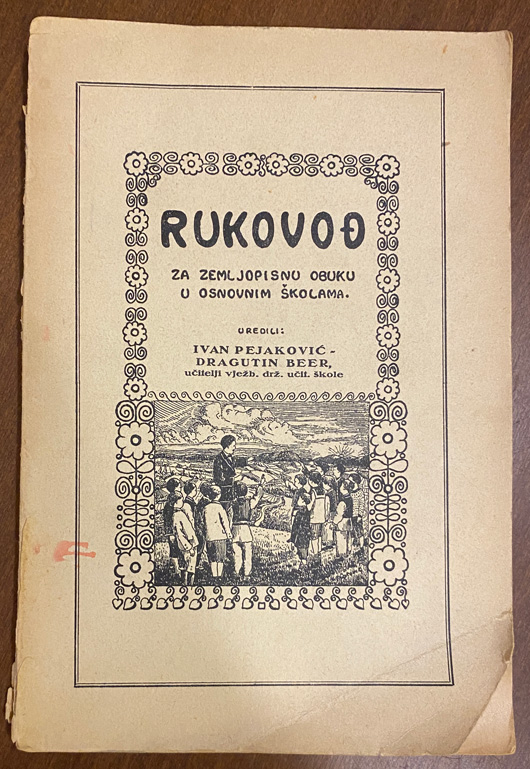 RUKOVOĐ
ZA ZEMLJOPISNU OBUKU
U OSNOVNIM ŠKOLAMA.
UREDILI:
IVAN PEJAKOVIĆ -
DRAGUTIN BEER,
učitelji vježb. drž. učit. škole